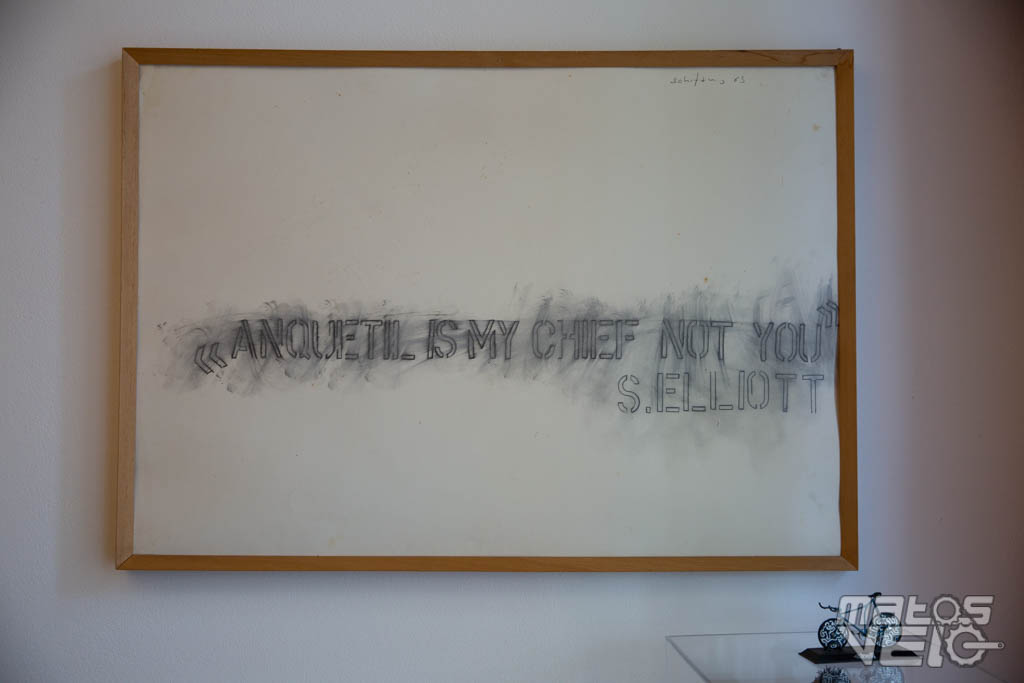 «ANQUETIL IS MY CHIEF NOT YOU»
S.ELLIOTT
MATOS
VELO